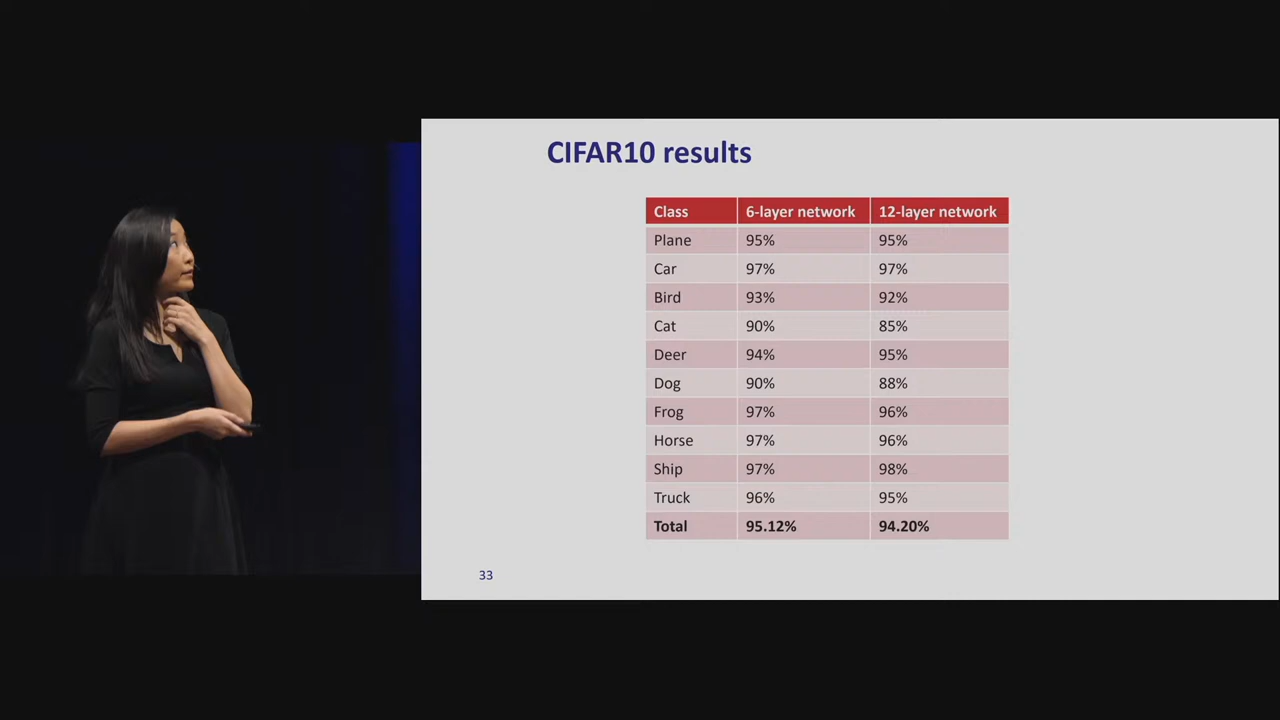 CIFAR10 results
Class 6-layer network 12-layer network
Plane 95% 95%
Car 97% 97%
Bird 93% 92%
Cat 90% 85%
Deer 94% 95%
Dog 90% 88%
Frog 97% 96%
Horse 97% 96%
Ship 97% 98%
Truck 96% 95%
Total 95.12% 94.20%
33